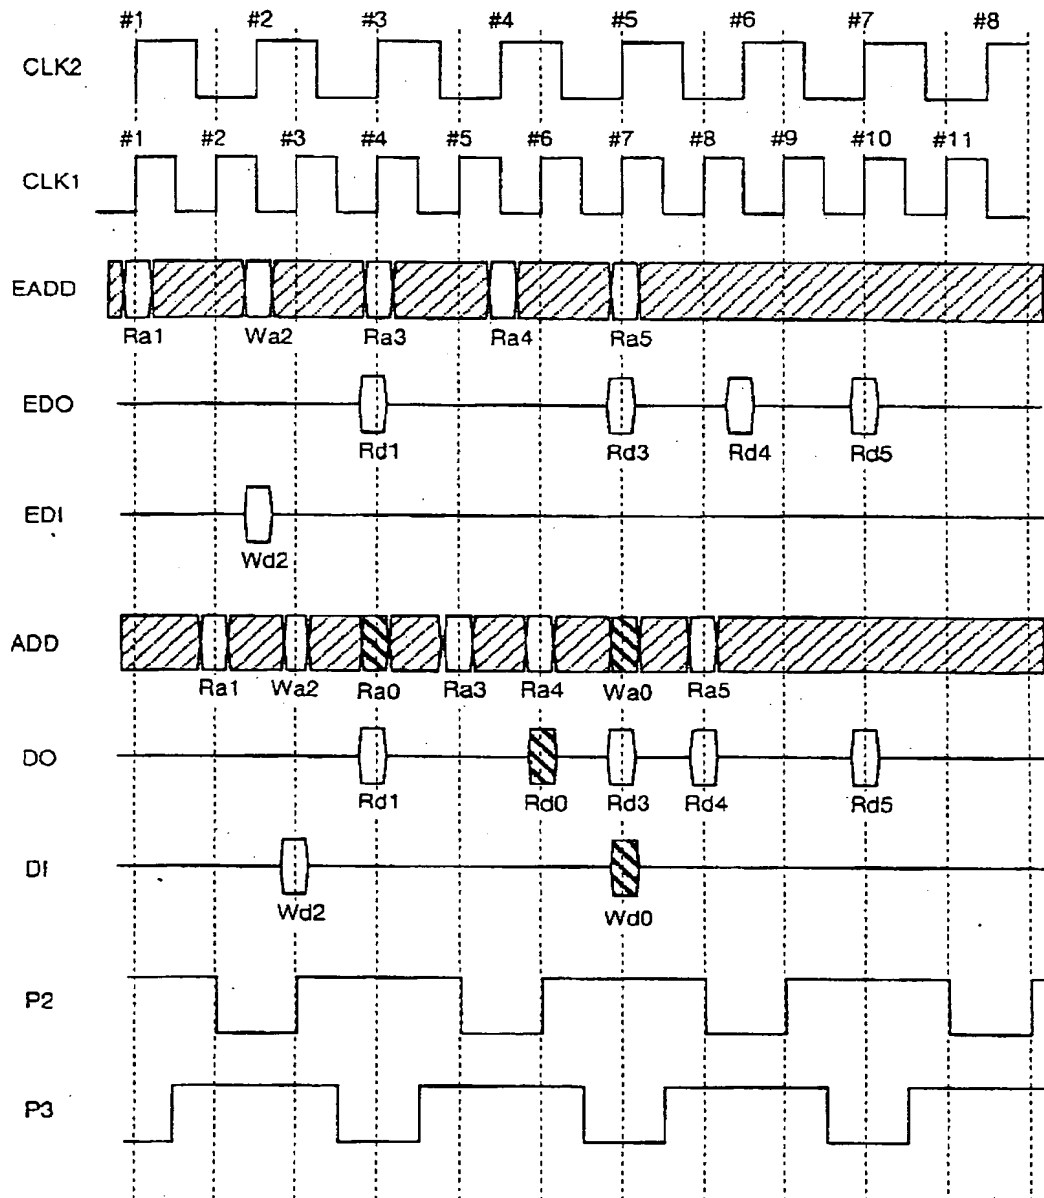 #1 #2 #3 #4 #5 #6 #7 #8
CLK2
#1 #2 #3 #4 #5 #6 #7 #8 #9 #10 #11
CLK1
EADD
Ra1 Wa2 Ra3 Ra4 Ra5
EDO
Rd1 Rd3 Rd4 Rd5
EDI
Wd2
ADD
Ra1 Wa2 Ra0 Ra3 Ra4 Wa0 Ra5
DO
Rd1 Rd0 Rd3 Rd4 Rd5
DI
Wd2 Wd0
P2
P3